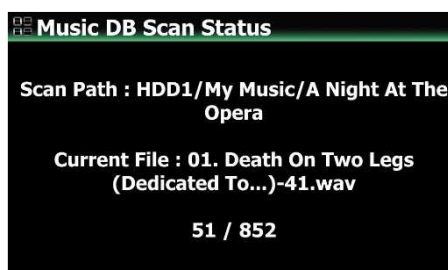 Music DB Scan Status
Scan Path : HDD1/My Music/A Night At The
Opera
Current File : 01. Death On Two Legs
(Dedicated To...)-41.wav
51 / 852